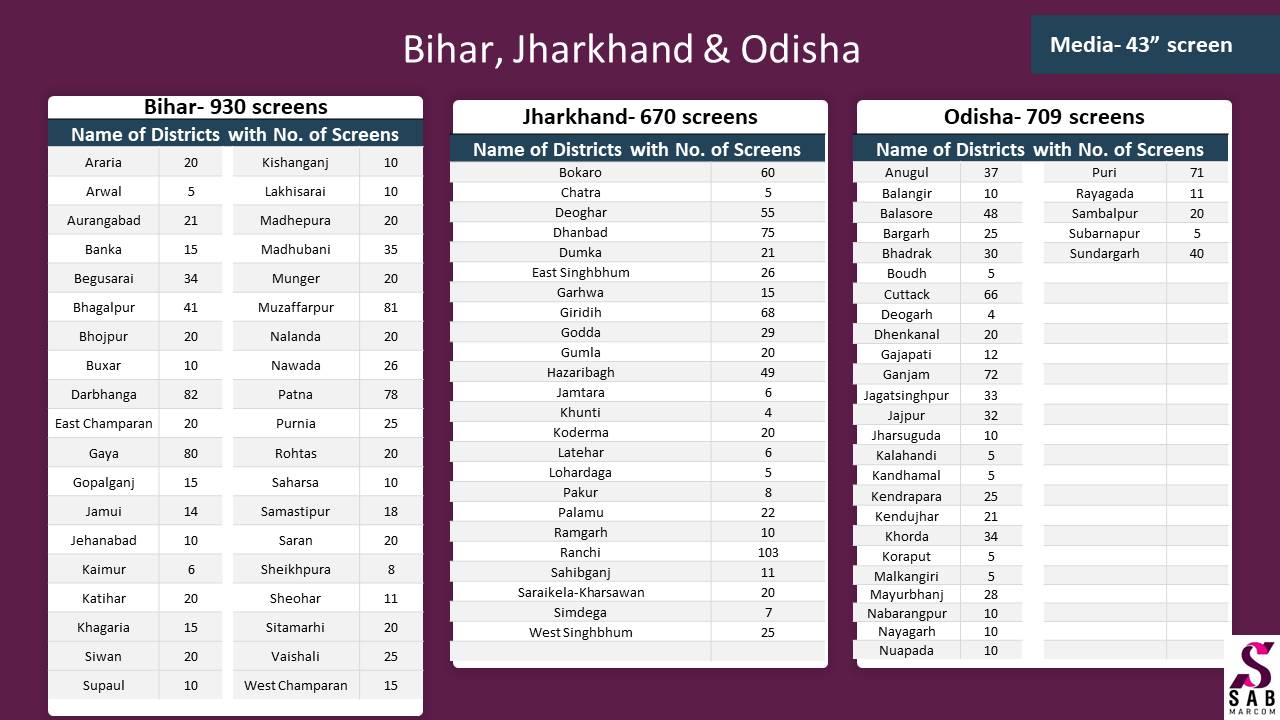 Bihar, Jharkhand & Odisha
Media- 43” screen
Bihar- 930 screens
Name of Districts with No. of Screens
Araria 20 Kishanganj 10
Arwal 5 Lakhisarai 10
Aurangabad 21 Madhepura 20
Banka 15 Madhubani 35
Begusarai 34 Munger 20
Bhagalpur 41 Muzaffarpur 81
Bhojpur 20 Nalanda 20
Buxar 10 Nawada 26
Darbhanga 82 Patna 78
East Champaran 20 Purnia 25
Gaya 80 Rohtas 20
Gopalganj 15 Saharsa 10
Jamui 14 Samastipur 18
Jehanabad 10 Saran 20
Kaimur 6 Sheikhpura 8
Katihar 20 Sheohar 11
Khagaria 15 Sitamarhi 20
Siwan 20 Vaishali 25
Supaul 10 West Champaran 15
Jharkhand- 670 screens
Name of Districts with No. of Screens
Bokaro 60
Chatra 5
Deoghar 55
Dhanbad 75
Dumka 21
East Singhbhum 26
Garhwa 15
Giridih 68
Godda 29
Gumla 20
Hazaribagh 49
Jamtara 6
Khunti 4
Koderma 20
Latehar 6
Lohardaga 5
Pakur 8
Palamu 22
Ramgarh 10
Ranchi 103
Sahibganj 11
Saraikela-Kharsawan 20
Simdega 7
West Singhbhum 25
Odisha- 709 screens
Name of Districts with No. of Screens
Anugul 37 Puri 71
Balangir 10 Rayagada 11
Balasore 48 Sambalpur 20
Bargarh 25 Subarnapur 5
Bhadrak 30 Sundargarh 40
Boudh 5
Cuttack 66
Deogarh 4
Dhenkanal 20
Gajapati 12
Ganjam 72
Jagatsinghpur 33
Jajpur 32
Jharsuguda 10
Kalahandi 5
Kandhamal 5
Kendrapara 25
Kendujhar 21
Khorda 34
Koraput 5
Malkangiri 5
Mayurbhanj 28
Nabarangpur 10
Nayagarh 10
Nuapada 10
SAB
MARCOM